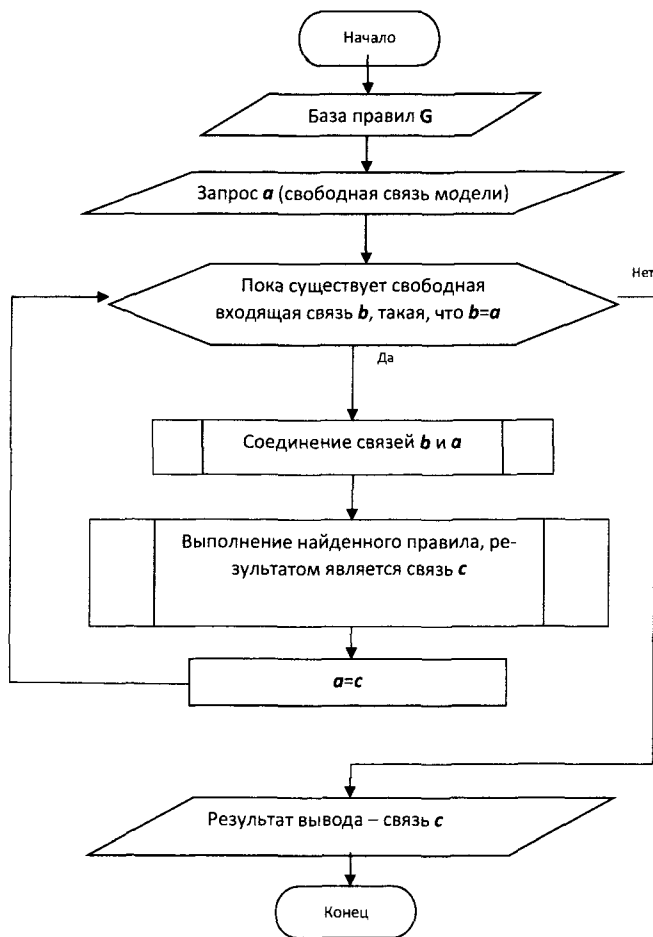 Начало
База правил G
Запрос a (свободная связь модели)
Нет
Пока существует свободная
входящая связь b, такая, что b=a
Да
Соединение связей b и a
Выполнение найденного правила, ре-
зультатом является связь c
a=c
Результат вывода – связь c
Конец